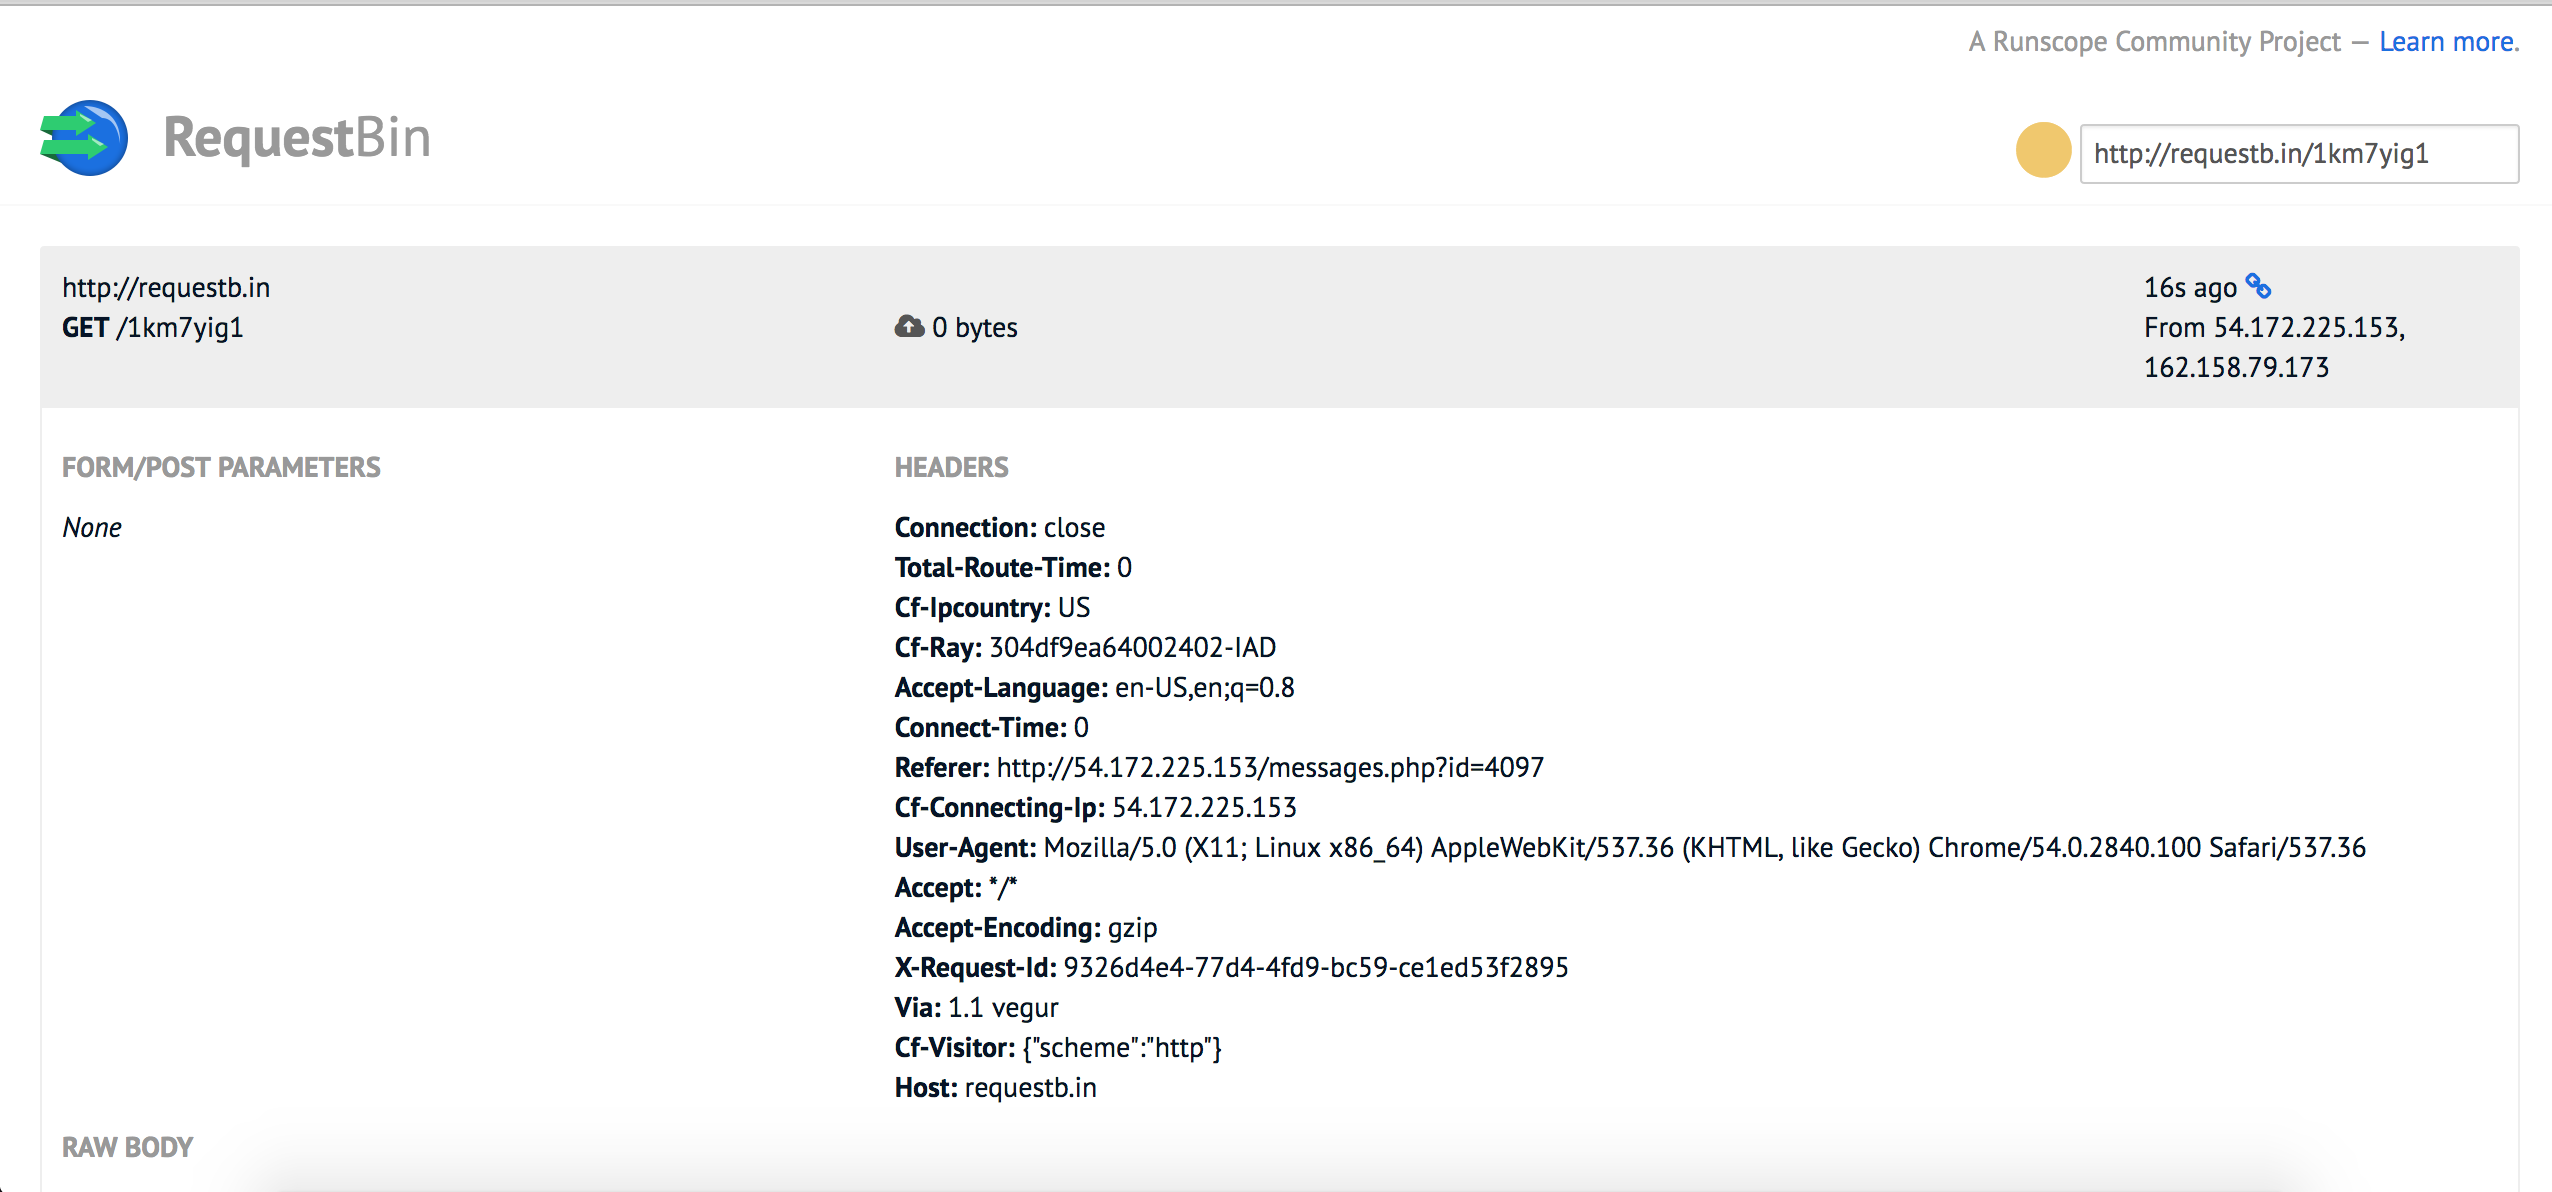 A Runscope Community Project — Learn more.
RequestBin
http://requestb.in/1km7yig1
http://requestb.in
GET /1km7yig1
0 bytes
16s ago
From 54.172.225.153,
162.158.79.173
FORM/POST PARAMETERS
None
HEADERS
Connection: close
Total-Route-Time: 0
Cf-Ipcountry: US
Cf-Ray: 304df9ea64002402-IAD
Accept-Language: en-US,en;q=0.8
Connect-Time: 0
Referer: http://54.172.225.153/messages.php?id=4097
Cf-Connecting-Ip: 54.172.225.153
User-Agent: Mozilla/5.0 (X11; Linux x86_64) AppleWebKit/537.36 (KHTML, like Gecko) Chrome/54.0.2840.100 Safari/537.36
Accept: */*
Accept-Encoding: gzip
X-Request-Id: 9326d4e4-77d4-4fd9-bc59-ce1ed53f2895
Via: 1.1 vegur
Cf-Visitor: {"scheme":"http"}
Host: requestb.in
RAW BODY